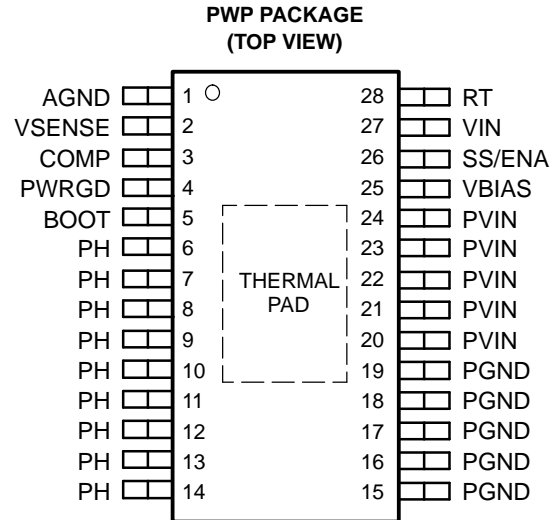 PWP PACKAGE
(TOP VIEW)
AGND 1 28 RT
VSENSE 2 27 VIN
COMP 3 26 SS/ENA
PWRGD 4 25 VBIAS
BOOT 5 24 PVIN
PH 6 23 PVIN
PH 7 THERMAL 22 PVIN
PH 8 PAD 21 PVIN
PH 9 20 PVIN
PH 10 19 PGND
PH 11 18 PGND
PH 12 17 PGND
PH 13 16 PGND
PH 14 15 PGND